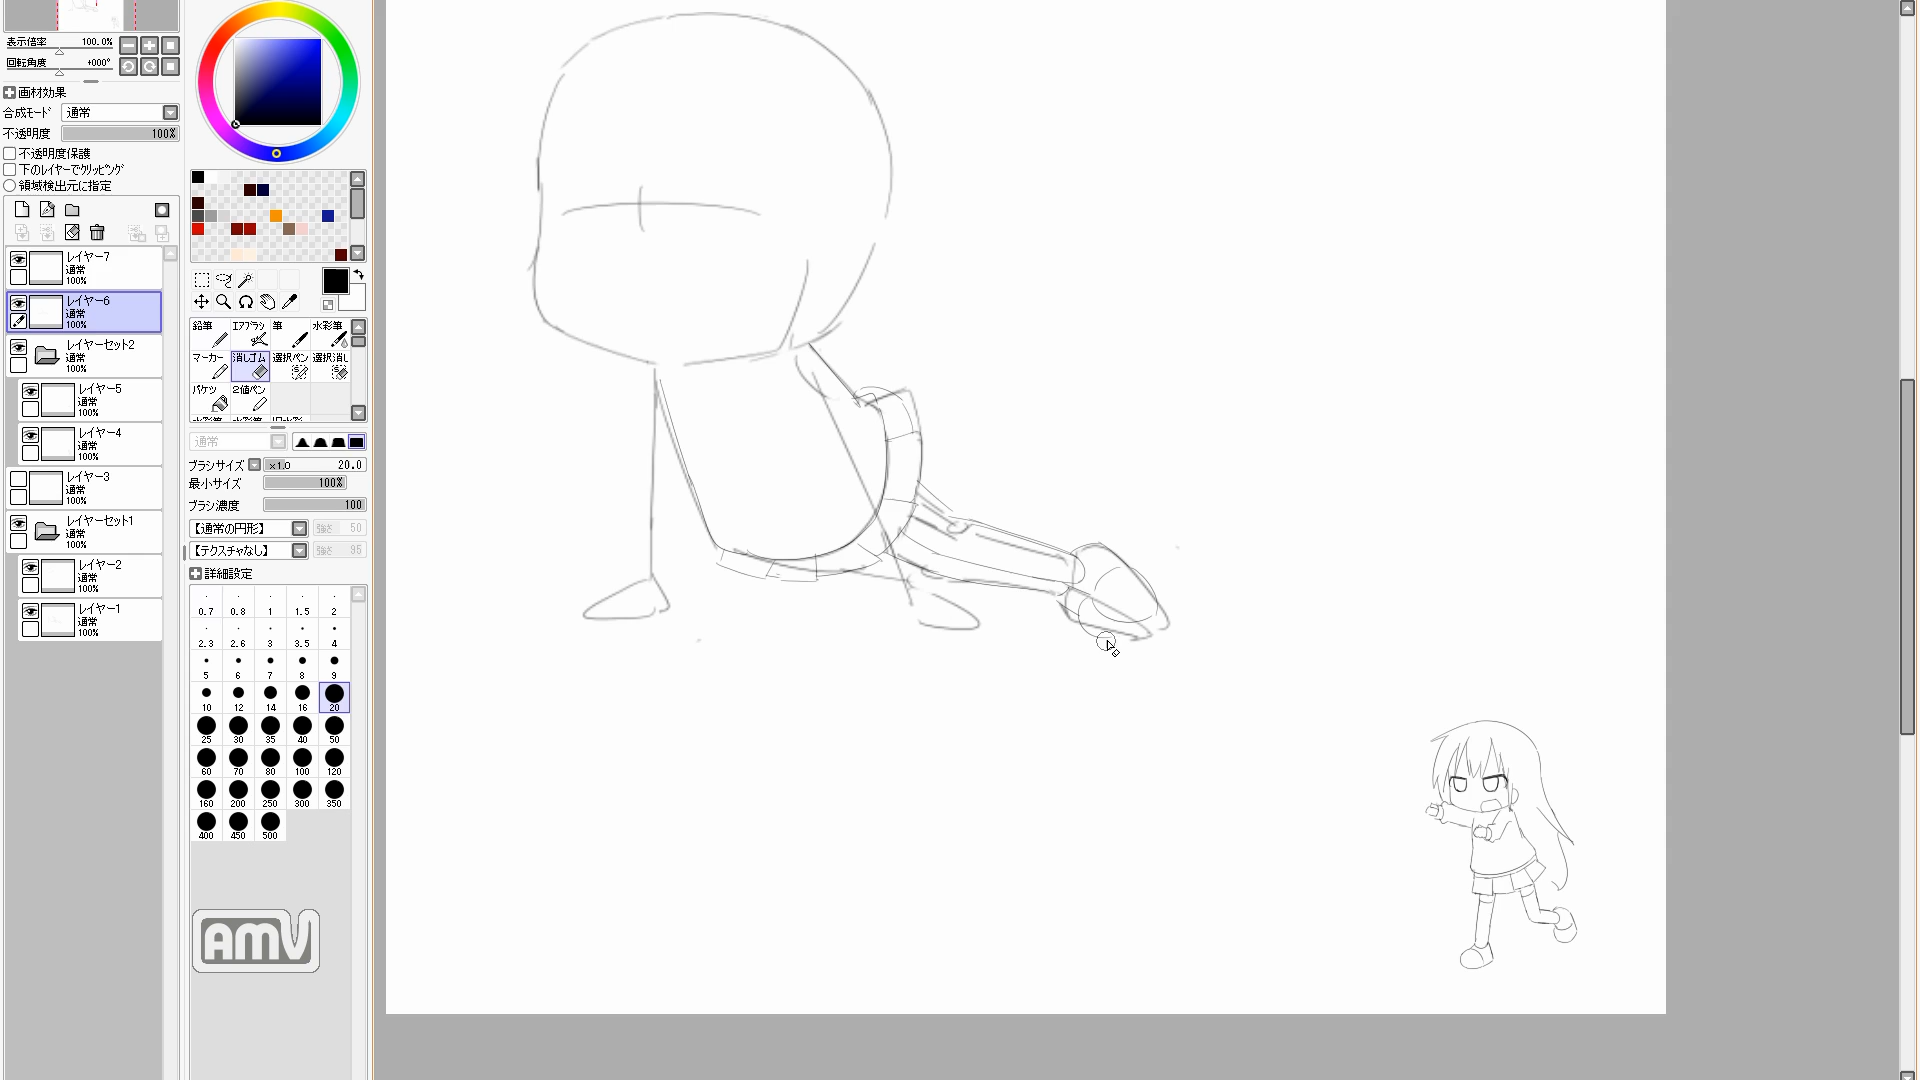 表示倍率 100.0%
回転角度 +000°
画材効果
合成モード 通常
不透明度 100%
不透明度保護
下のレイヤーでクリッピング
領域検出元に指定
レイヤー7
通常
100%
レイヤー6
通常
100%
レイヤーセット2
通常
100%
レイヤー5
通常
100%
レイヤー4
通常
100%
レイヤー3
通常
100%
レイヤーセット1
通常
100%
レイヤー2
通常
100%
レイヤー1
通常
100%
鉛筆 エアブラシ 筆 水彩筆
マーカー 消しゴム 選択ペン 選択消し
バケツ 2値ペン
通常
ブラシサイズ x1.0 20.0
最小サイズ 100%
ブラシ濃度 100
【通常の円形】 強さ 50
【テクスチャなし】 強さ 95
詳細設定
0.7 0.8 1 1.5 2
2.3 2.6 3 3.5 4
5 6 7 8 9
10 12 14 16 20
25 30 35 40 50
60 70 80 100 120
160 200 250 300 350
400 450 500
AMV